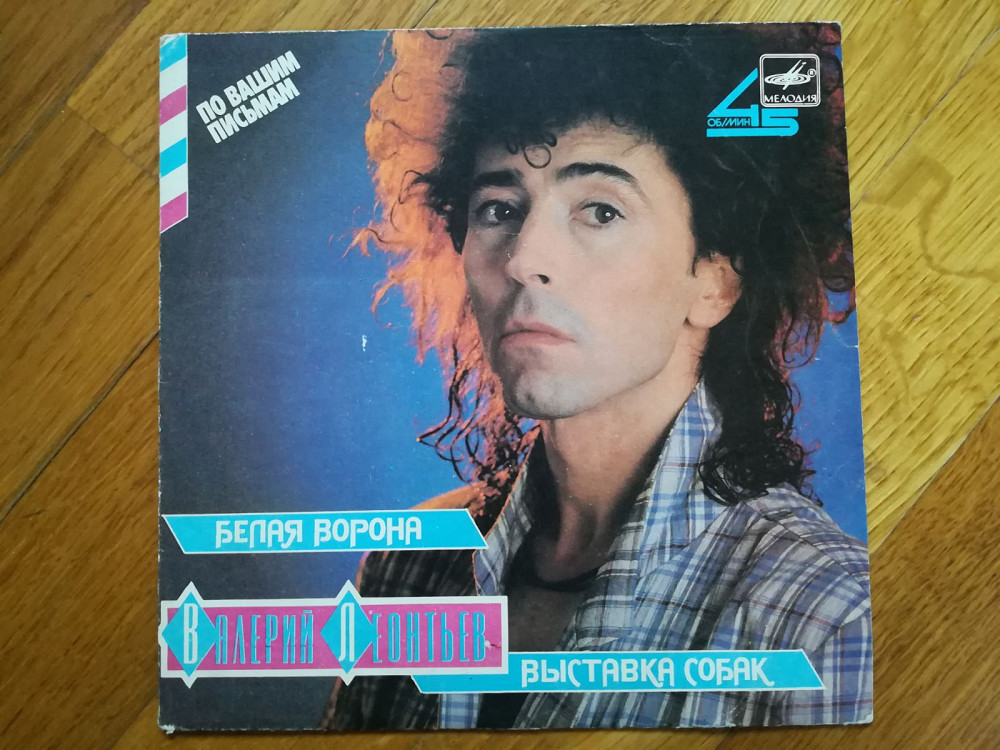 ПО ВАШИМ
ПИСЬМАМ
МЕЛОДИЯ
45
ОБ/МИН
БЕЛАЯ ВОРОНА
ВАЛЕРИЙ ЛЕОНТЬЕВ
ВЫСТАВКА СОБАК